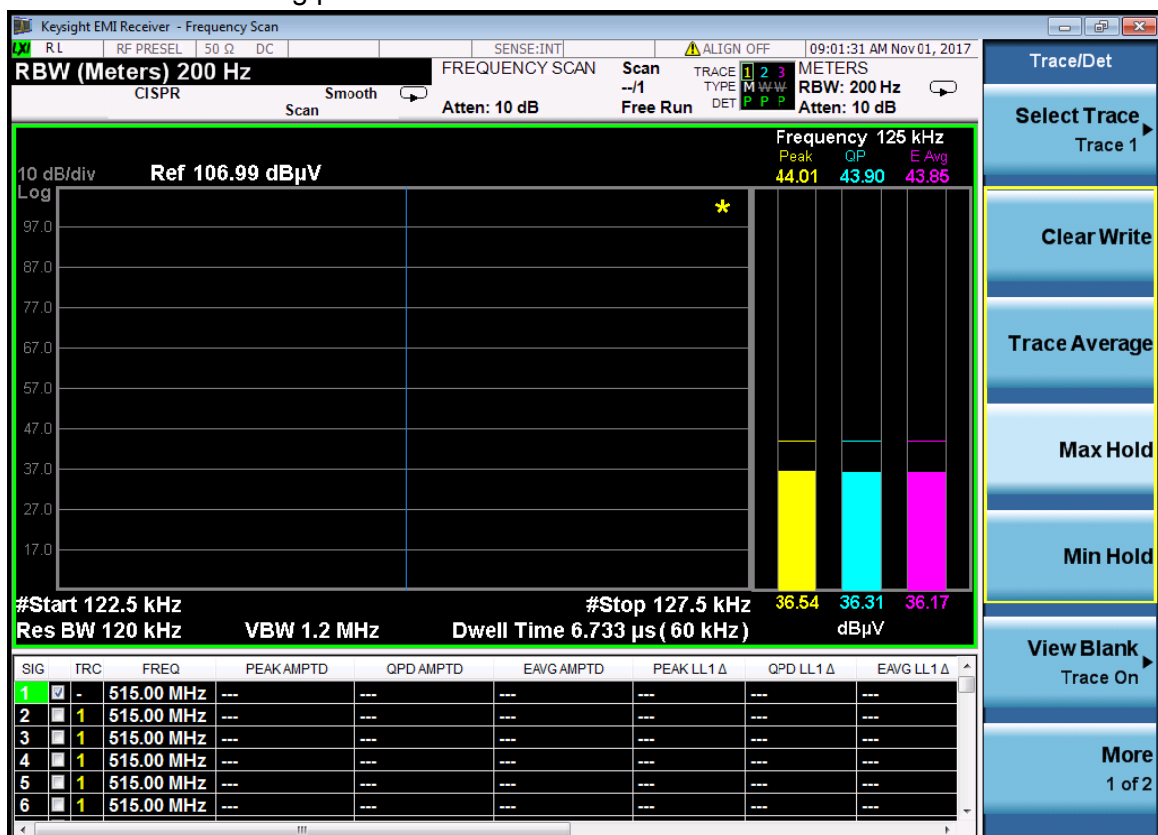 Keysight EMI Receiver - Frequency Scan
LXI RL RF PRESEL 50 Ω DC SENSE:INT ALIGN OFF 09:01:31 AM Nov 01, 2017
RBW (Meters) 200 Hz
CISPR Smooth
Scan
FREQUENCY SCAN
Atten: 10 dB
Scan
--/1
Free Run
TRACE 1 2 3
TYPE M W W
DET P P P
METERS
RBW: 200 Hz
Atten: 10 dB
Frequency 125 kHz
Peak QP E Avg
44.01 43.90 43.85
10 dB/div Ref 106.99 dBµV
Log
*
97.0
87.0
77.0
67.0
57.0
47.0
37.0
27.0
17.0
#Start 122.5 kHz #Stop 127.5 kHz 36.54 36.31 36.17
Res BW 120 kHz VBW 1.2 MHz Dwell Time 6.733 µs (60 kHz) dBµV
SIG TRC FREQ PEAK AMPTD QPD AMPTD EAVG AMPTD PEAK LL1 Δ QPD LL1 Δ EAVG LL1 Δ
1 - 515.00 MHz --- --- --- --- --- ---
2 1 515.00 MHz --- --- --- --- --- ---
3 1 515.00 MHz --- --- --- --- --- ---
4 1 515.00 MHz --- --- --- --- --- ---
5 1 515.00 MHz --- --- --- --- --- ---
6 1 515.00 MHz --- --- --- --- --- ---
Trace/Det
Select Trace
Trace 1
Clear Write
Trace Average
Max Hold
Min Hold
View Blank
Trace On
More
1 of 2